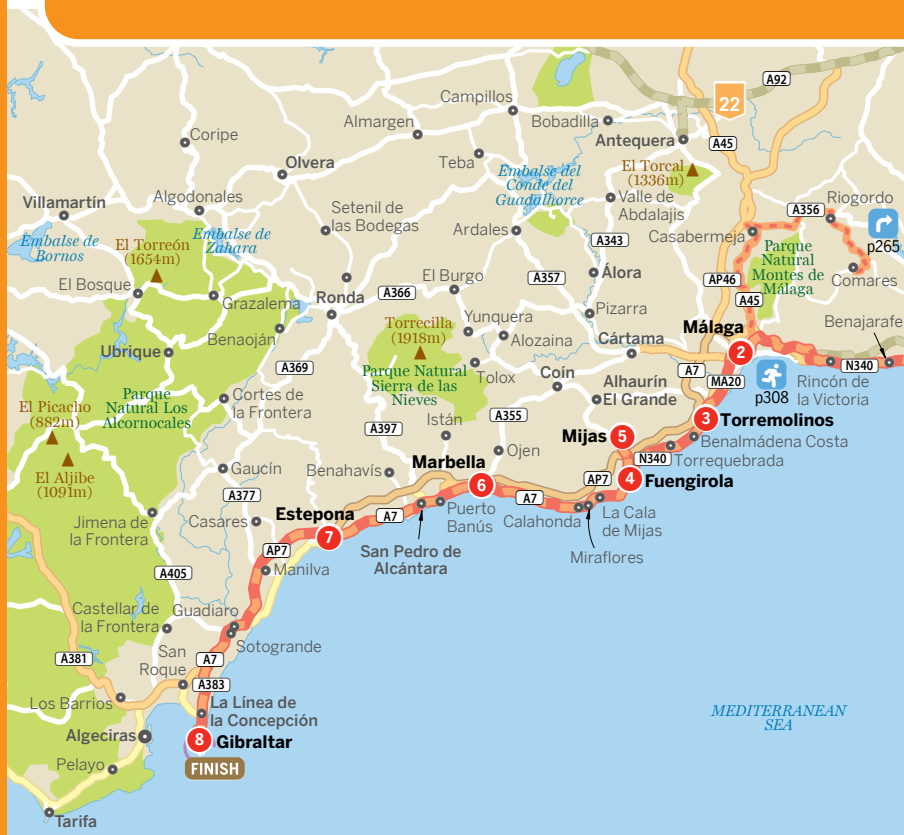 A92
22
Campillos
Bobadilla
Almargen
Coripe
Antequera
A45
Teba
Olvera
El Torcal
(1336m)
Embalse del
Conde del
Guadalhorce
Villamartín
Algodonales
Valle de
Abdalajís
Riogordo
A356
p265
Setenil de
las Bodegas
Ardales
Casabermeja
Embalse de
Bornos
El Torreón
(1654m)
Embalse de
Zahara
A343
Parque
Natural
Montes de
Málaga
El Burgo
A357
Álora
AP46
Comares
El Bosque
Grazalema
Ronda
A366
A45
Pizarra
Torrecilla
(1918m)
Yunquera
Benajarafe
Benaoján
Alozaina
Cártama
Málaga
2
Ubrique
Parque Natural
Sierra de las
Nieves
A369
Tolox
Coín
A7
N340
MA20
p308
Rincón de
la Victoria
Parque
Natural Los
Alcornocales
Cortes de
la Frontera
Alhaurín
El Grande
El Picacho
(882m)
Istán
A355
3
Torremolinos
A397
Mijas
5
Benalmádena Costa
Ojen
N340
Torrequebrada
El Aljibe
(1091m)
Gaucín
Benahavís
Marbella
6
AP7
4
Fuengirola
A377
A7
Puerto
Banús
Calahonda
La Cala
de Mijas
Jimena de
la Frontera
Casares
Estepona
7
A7
San Pedro de
Alcántara
Miraflores
AP7
Manilva
A405
Castellar de
la Frontera
Guadiaro
Sotogrande
San
Roque
A7
A381
A383
Los Barrios
La Línea de
la Concepción
MEDITERRANEAN
SEA
Algeciras
8
Gibraltar
FINISH
Pelayo
Tarifa